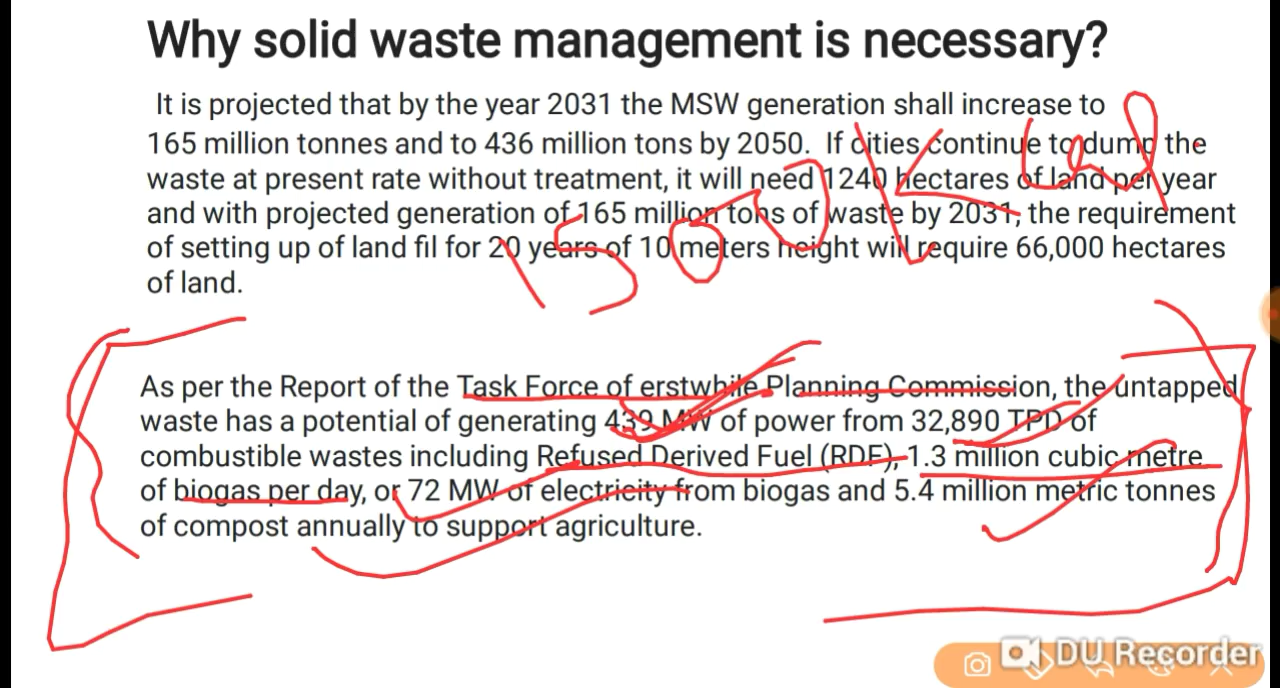 Why solid waste management is necessary?
It is projected that by the year 2031 the MSW generation shall increase to
165 million tonnes and to 436 million tons by 2050. If cities continue to dump the
waste at present rate without treatment, it will need 1240 hectares of land per year
and with projected generation of 165 million tons of waste by 2031, the requirement
of setting up of land fil for 20 years of 10 meters height will require 66,000 hectares
of land.
As per the Report of the Task Force of erstwhile Planning Commission, the untapped
waste has a potential of generating 439 MW of power from 32,890 TPD of
combustible wastes including Refused Derived Fuel (RDF), 1.3 million cubic metre
of biogas per day, or 72 MW of electricity from biogas and 5.4 million metric tonnes
of compost annually to support agriculture.
DU Recorder